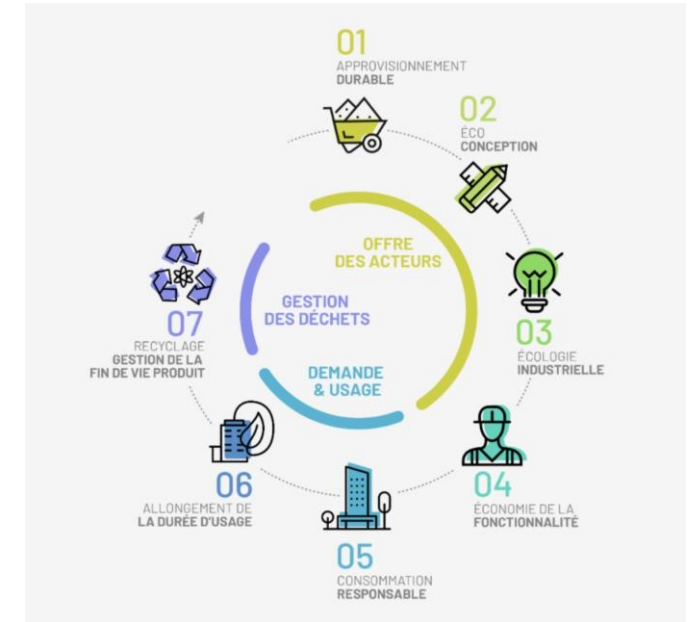 01
APPROVISIONNEMENT
DURABLE
02
ÉCO
CONCEPTION
OFFRE
DES ACTEURS
GESTION
DES DÉCHETS
DEMANDE
& USAGE
03
ÉCOLOGIE
INDUSTRIELLE
04
ÉCONOMIE DE LA
FONCTIONNALITÉ
05
CONSOMMATION
RESPONSABLE
06
ALLONGEMENT DE
LA DURÉE D'USAGE
07
RECYCLAGE
GESTION DE LA
FIN DE VIE PRODUIT